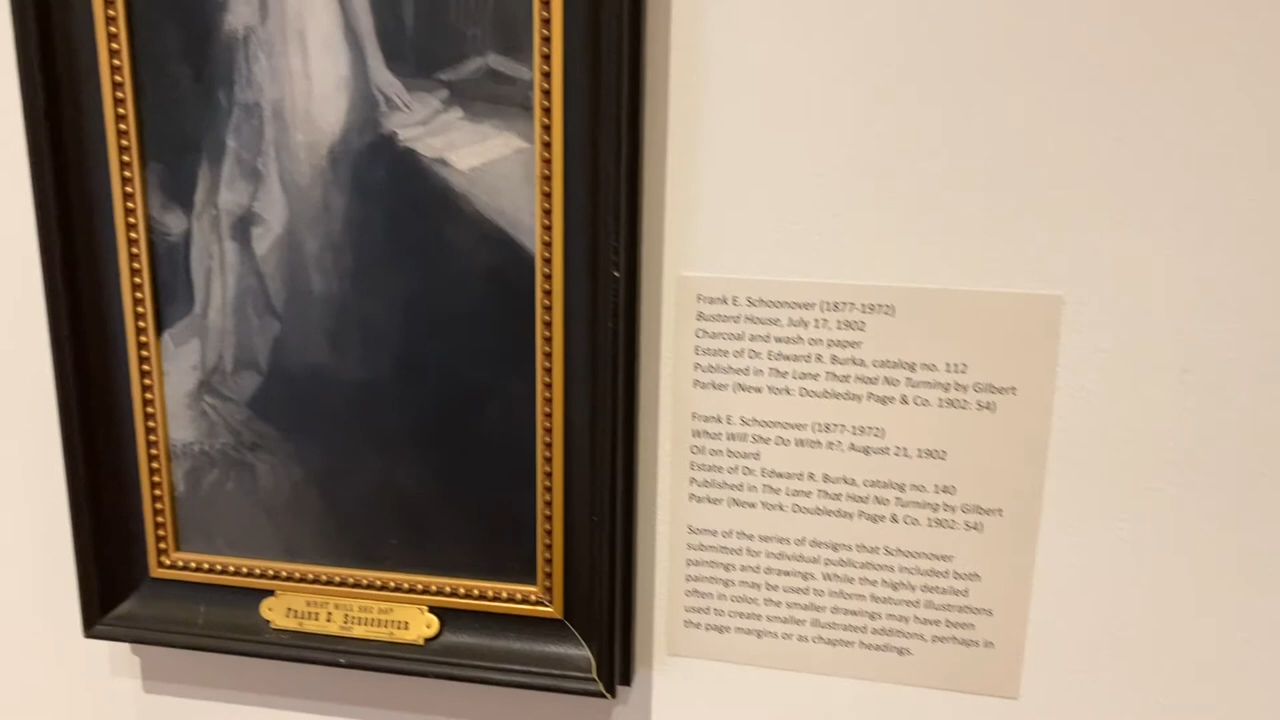 WHAT WILL SHE DO?
FRANK E. SCHOONOVER
Frank E. Schoonover (1877-1972)
Bustard House, July 17, 1902
Charcoal and wash on paper
Estate of Dr. Edward R. Burka, catalog no. 112
Published in The Lane That Had No Turning by Gilbert
Parker (New York: Doubleday Page & Co. 1902: 54)
Frank E. Schoonover (1877-1972)
What Will She Do With It?, August 21, 1902
Oil on board
Estate of Dr. Edward R. Burka, catalog no. 140
Published in The Lane That Had No Turning by Gilbert
Parker (New York: Doubleday Page & Co. 1902: 54)
Some of the series of designs that Schoonover
submitted for individual publications included both
paintings and drawings. While the highly detailed
paintings may be used to inform featured illustrations
often in color, the smaller drawings may have been
used to create smaller illustrated additions, perhaps in
the page margins or as chapter headings.